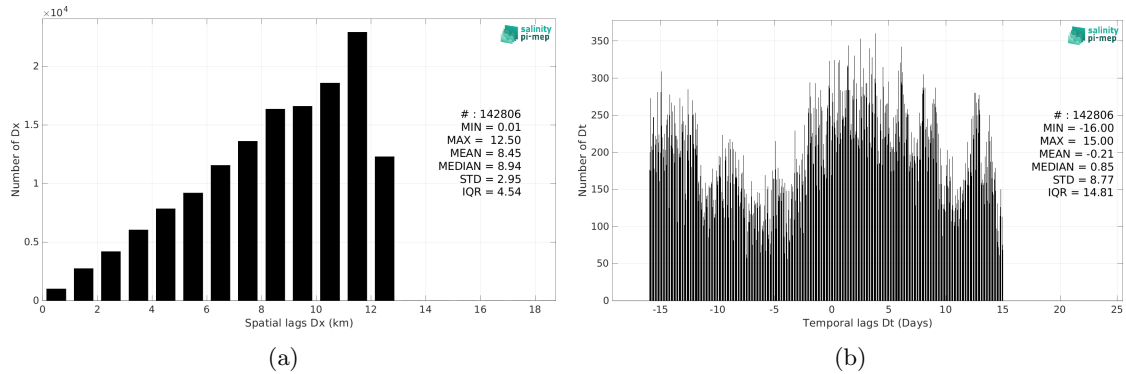 ×10⁴
salinity
pi-mep
2
1.5
1
0.5
0
Number of Dx
# : 142806
MIN = 0.01
MAX = 12.50
MEAN = 8.45
MEDIAN = 8.94
STD = 2.95
IQR = 4.54
0 2 4 6 8 10 12 14 16 18
Spatial lags Dx (km)
(a)
salinity
pi-mep
350
300
250
200
150
100
50
0
Number of Dt
# : 142806
MIN = -16.00
MAX = 15.00
MEAN = -0.21
MEDIAN = 0.85
STD = 8.77
IQR = 14.81
-15 -10 -5 0 5 10 15 20 25
Temporal lags Dt (Days)
(b)